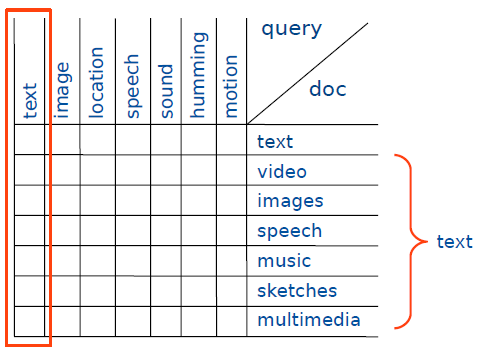 query
doc
text
image
location
speech
sound
humming
motion
text
video
images
speech
music
sketches
multimedia
text